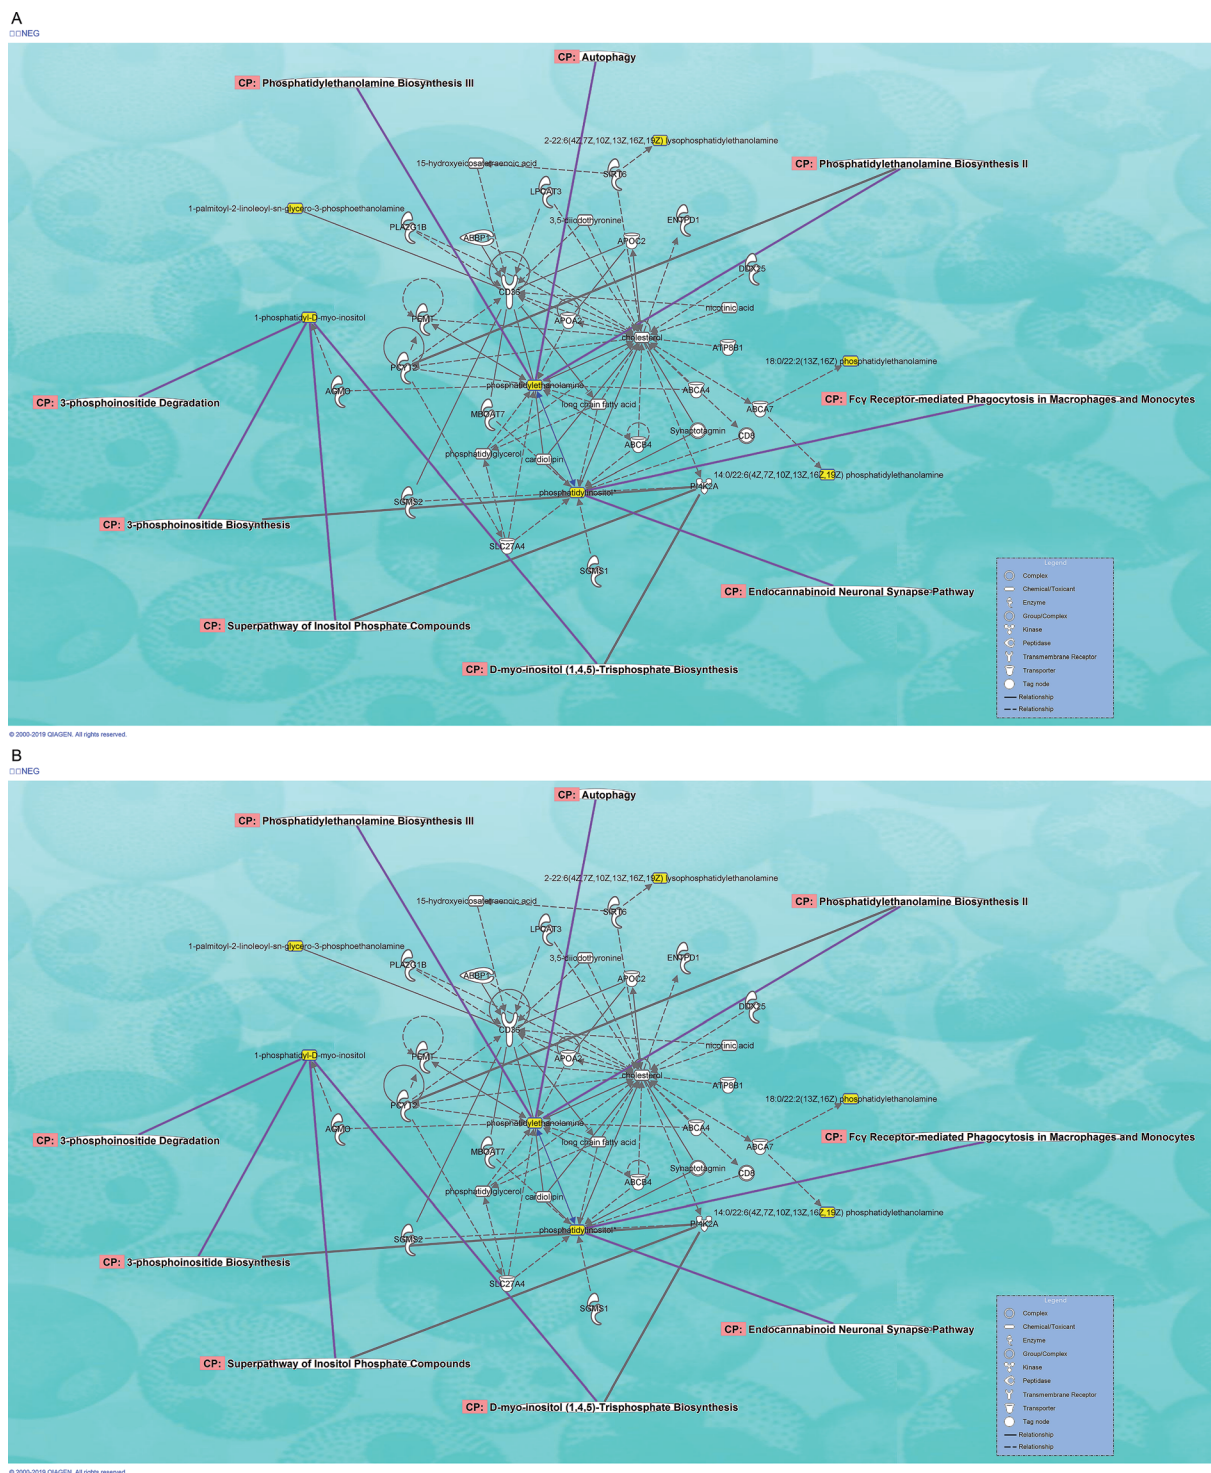 A
□□NEG
CP: Autophagy
CP: Phosphatidylethanolamine Biosynthesis III
2-22:6(4Z,7Z,10Z,13Z,16Z,19Z) lysophosphatidylethanolamine
15-hydroxyeicosatetraenoic acid
CP: Phosphatidylethanolamine Biosynthesis II
SIRT6
LPCAT3
1-palmitoyl-2-linoleoyl-sn-glycero-3-phosphoethanolamine
3,5-diiodothyronine
ENTPD1
PLA2G1B
APOC2
DDX25
CD36
nicotinic acid
1-phosphatidyl-D-myo-inositol
PEMT
APOA2
cholesterol
ATP8B1
18:0/22:2(13Z,16Z) phosphatidylethanolamine
PCYT2
phosphatidylethanolamine
AGMO
ABCA4
CP: 3-phosphoinositide Degradation
CP: Fcγ Receptor-mediated Phagocytosis in Macrophages and Monocytes
long chain fatty acid
ABCA7
MBOAT7
Synaptotagmin
CD8
ABCB4
phosphatidylglycerol
cardiolipin
14:0/22:6(4Z,7Z,10Z,13Z,16Z,19Z) phosphatidylethanolamine
PI4K2A
phosphatidylinositol*
SGMS2
CP: 3-phosphoinositide Biosynthesis
SLC27A4
SGMS1
CP: Endocannabinoid Neuronal Synapse Pathway
CP: Superpathway of Inositol Phosphate Compounds
CP: D-myo-inositol (1,4,5)-Trisphosphate Biosynthesis
Legend
Complex
Chemical/Toxicant
Enzyme
Group/Complex
Kinase
Peptidase
Transmembrane Receptor
Transporter
Tag node
Relationship
Relationship
© 2000-2019 QIAGEN. All rights reserved.
B
□□NEG
CP: Autophagy
CP: Phosphatidylethanolamine Biosynthesis III
2-22:6(4Z,7Z,10Z,13Z,16Z,19Z) lysophosphatidylethanolamine
15-hydroxyeicosatetraenoic acid
CP: Phosphatidylethanolamine Biosynthesis II
SIRT6
LPCAT3
1-palmitoyl-2-linoleoyl-sn-glycero-3-phosphoethanolamine
3,5-diiodothyronine
ENTPD1
PLA2G1B
APOC2
DDX25
CD36
nicotinic acid
1-phosphatidyl-D-myo-inositol
PEMT
APOA2
cholesterol
ATP8B1
18:0/22:2(13Z,16Z) phosphatidylethanolamine
PCYT2
phosphatidylethanolamine
AGMO
ABCA4
CP: 3-phosphoinositide Degradation
CP: Fcγ Receptor-mediated Phagocytosis in Macrophages and Monocytes
long chain fatty acid
ABCA7
MBOAT7
Synaptotagmin
CD8
ABCB4
phosphatidylglycerol
cardiolipin
14:0/22:6(4Z,7Z,10Z,13Z,16Z,19Z) phosphatidylethanolamine
PI4K2A
phosphatidylinositol*
SGMS2
CP: 3-phosphoinositide Biosynthesis
SLC27A4
SGMS1
CP: Endocannabinoid Neuronal Synapse Pathway
CP: Superpathway of Inositol Phosphate Compounds
CP: D-myo-inositol (1,4,5)-Trisphosphate Biosynthesis
Legend
Complex
Chemical/Toxicant
Enzyme
Group/Complex
Kinase
Peptidase
Transmembrane Receptor
Transporter
Tag node
Relationship
Relationship
© 2000-2019 QIAGEN. All rights reserved.